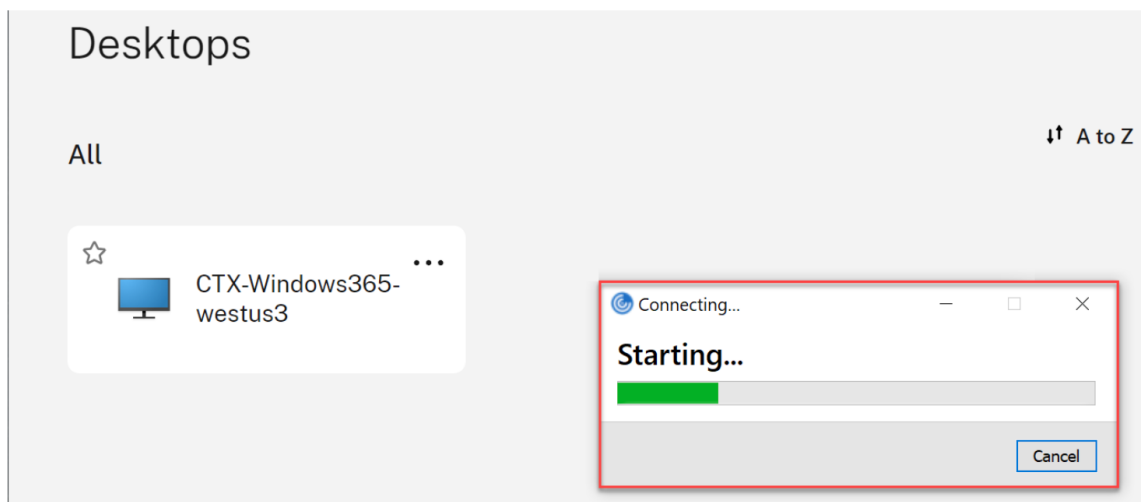 Desktops
All
A to Z
CTX-Windows365-
westus3
Connecting...
Starting...
Cancel